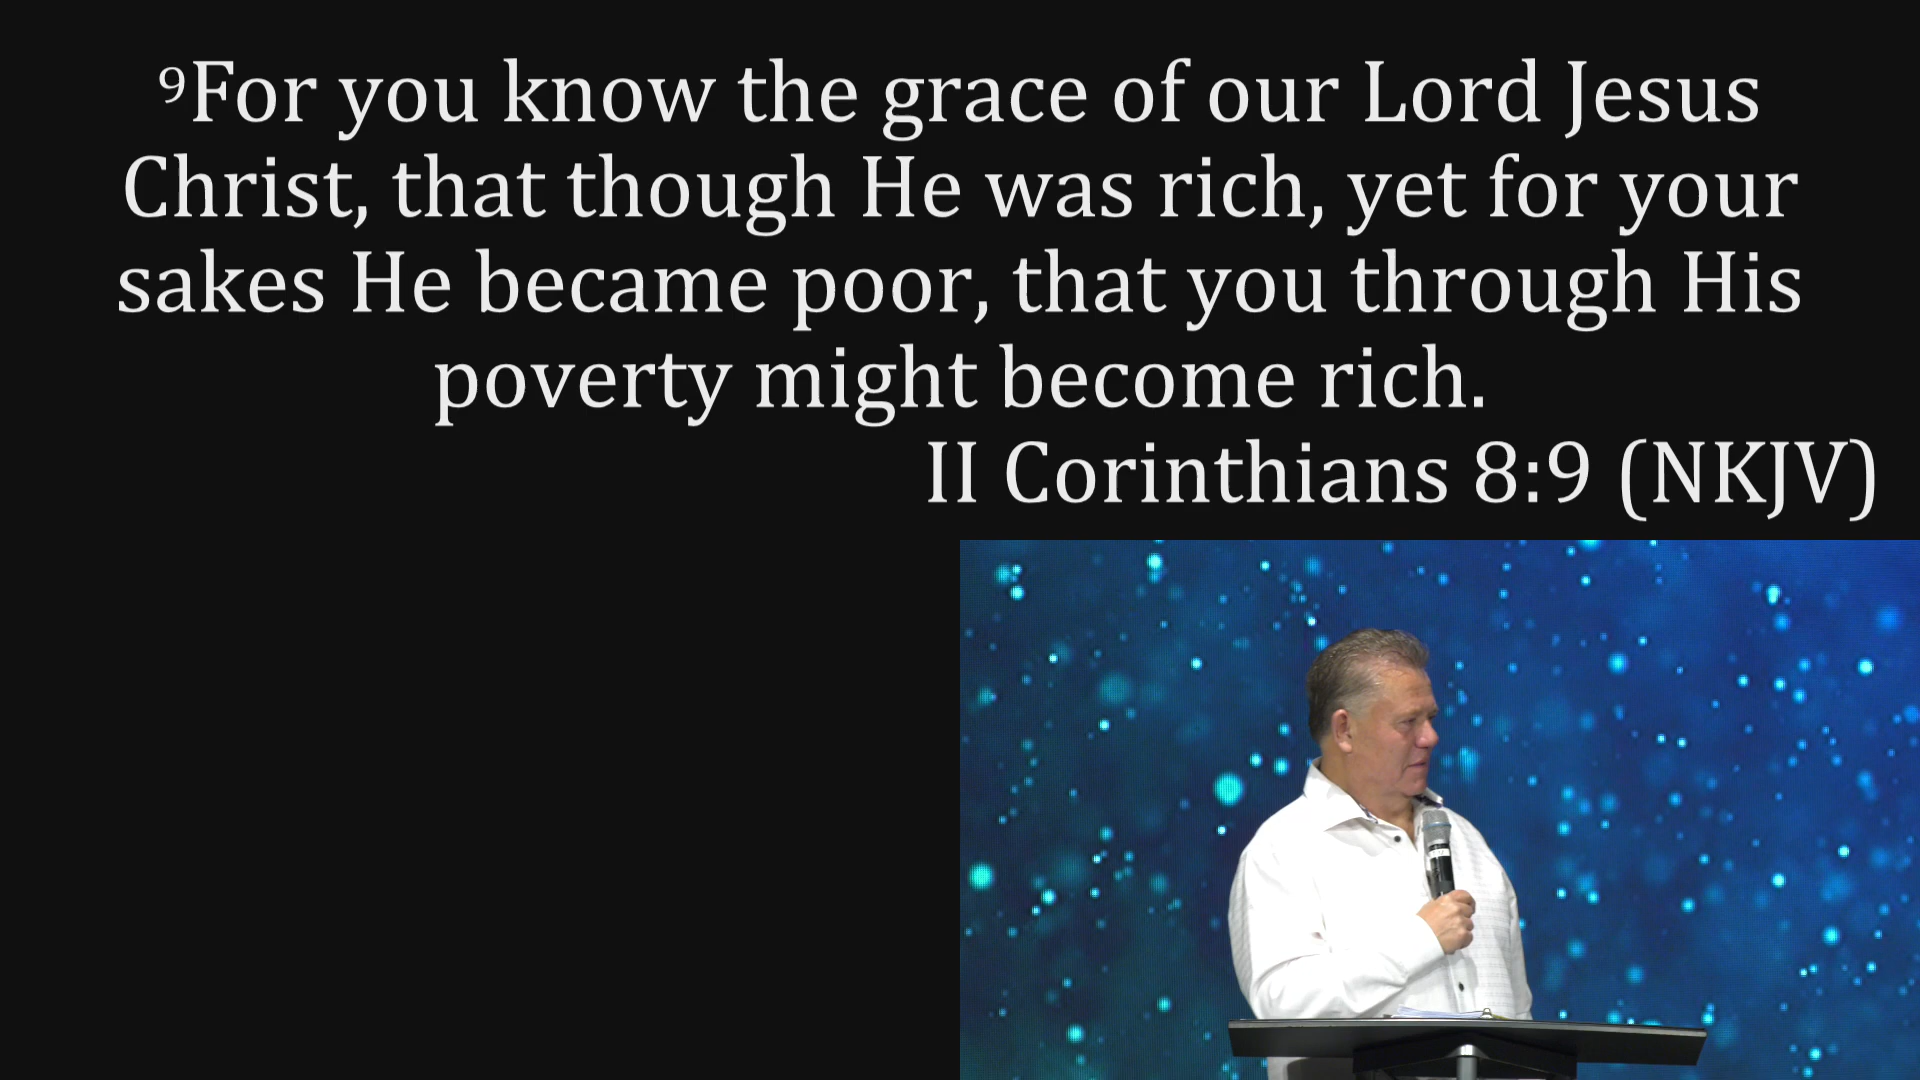 ⁹For you know the grace of our Lord Jesus
Christ, that though He was rich, yet for your
sakes He became poor, that you through His
poverty might become rich.
II Corinthians 8:9 (NKJV)